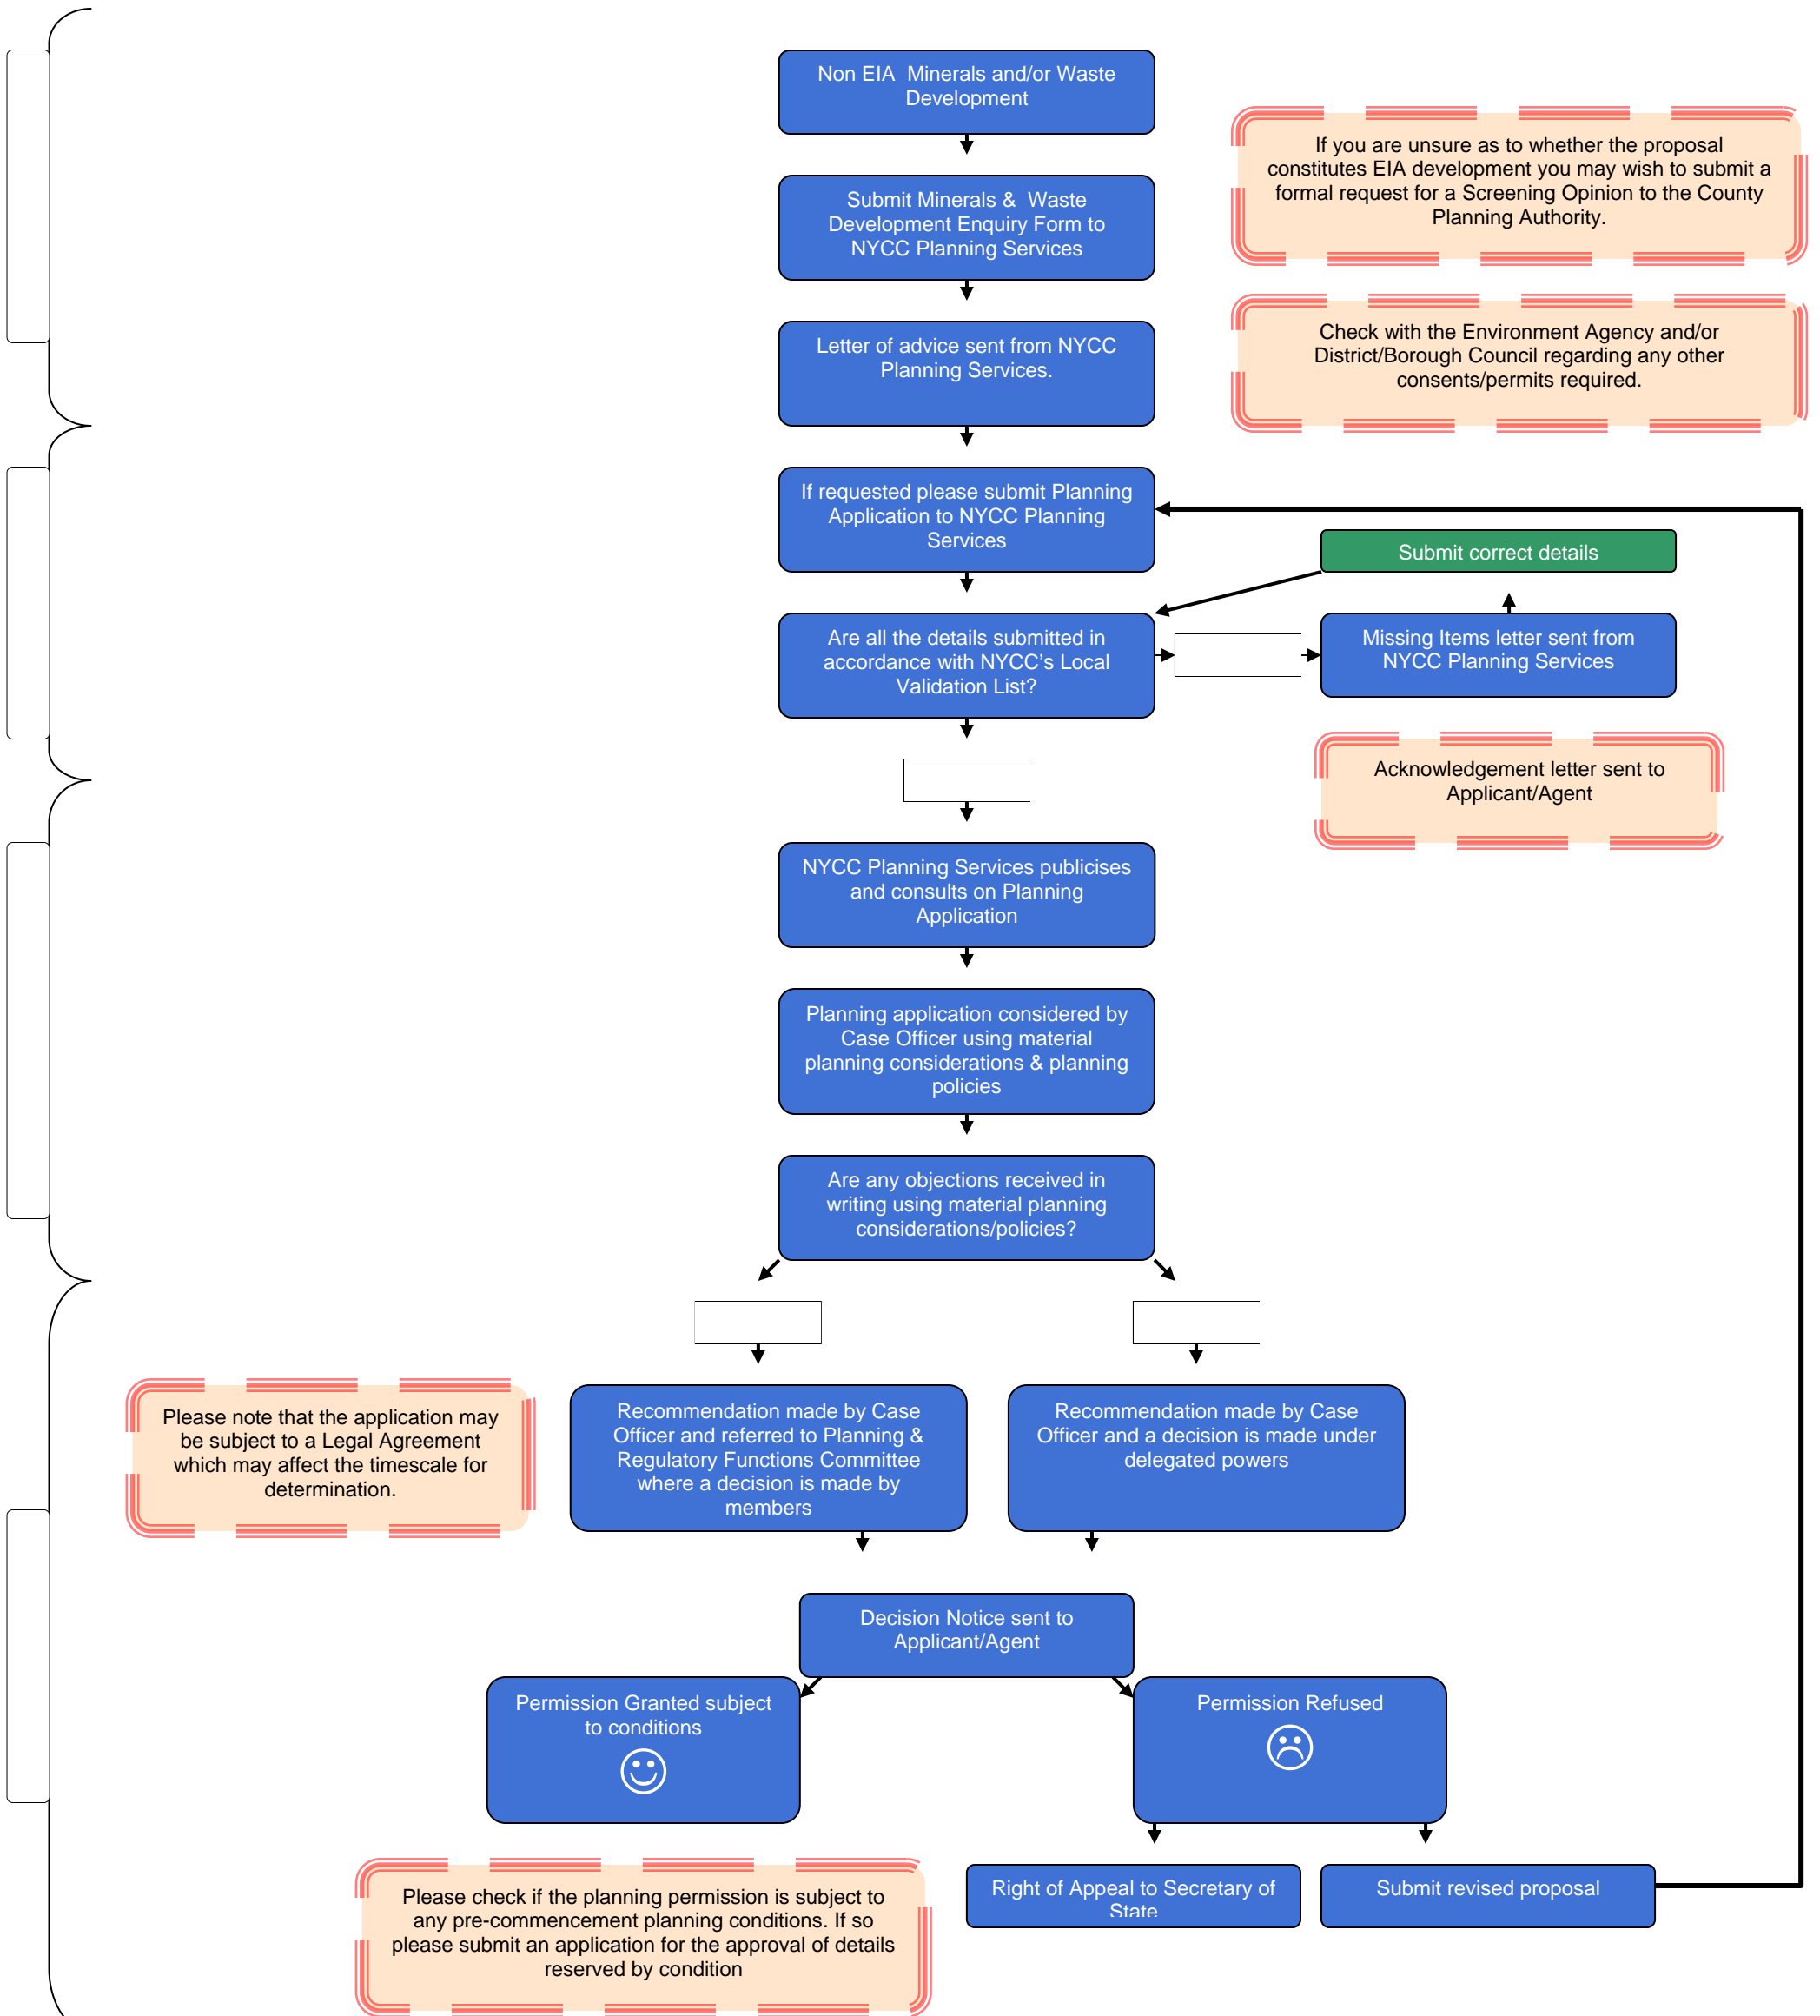 Non EIA  Minerals and/or Waste
Development
If you are unsure as to whether the proposal
constitutes EIA development you may wish to submit a
formal request for a Screening Opinion to the County
Planning Authority.
Submit Minerals &  Waste
Development Enquiry Form to
NYCC Planning Services
Check with the Environment Agency and/or
District/Borough Council regarding any other
consents/permits required.
Letter of advice sent from NYCC
Planning Services.
If requested please submit Planning
Application to NYCC Planning
Services
Submit correct details
Are all the details submitted in
accordance with NYCC's Local
Validation List?
Missing Items letter sent from
NYCC Planning Services
Acknowledgement letter sent to
Applicant/Agent
NYCC Planning Services publicises
and consults on Planning
Application
Planning application considered by
Case Officer using material
planning considerations & planning
policies
Are any objections received in
writing using material planning
considerations/policies?
Please note that the application may
be subject to a Legal Agreement
which may affect the timescale for
determination.
Recommendation made by Case
Officer and referred to Planning &
Regulatory Functions Committee
where a decision is made by
members
Recommendation made by Case
Officer and a decision is made under
delegated powers
Decision Notice sent to
Applicant/Agent
Permission Granted subject
to conditions
Permission Refused
Please check if the planning permission is subject to
any pre-commencement planning conditions. If so
please submit an application for the approval of details
reserved by condition
Right of Appeal to Secretary of
State
Submit revised proposal